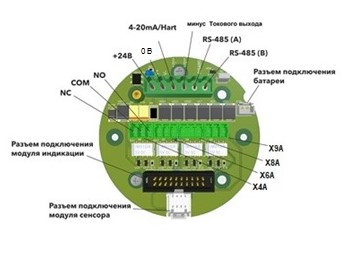 минус Токового выхода
4-20mA/Hart
0В
RS-485 (A)
+24В
RS-485 (B)
NO
COM
NC
Разъем подключения
батареи
Разъем подключения
модуля индикации
X9A
X8A
X6A
X4A
Разъем подключения
модуля сенсора